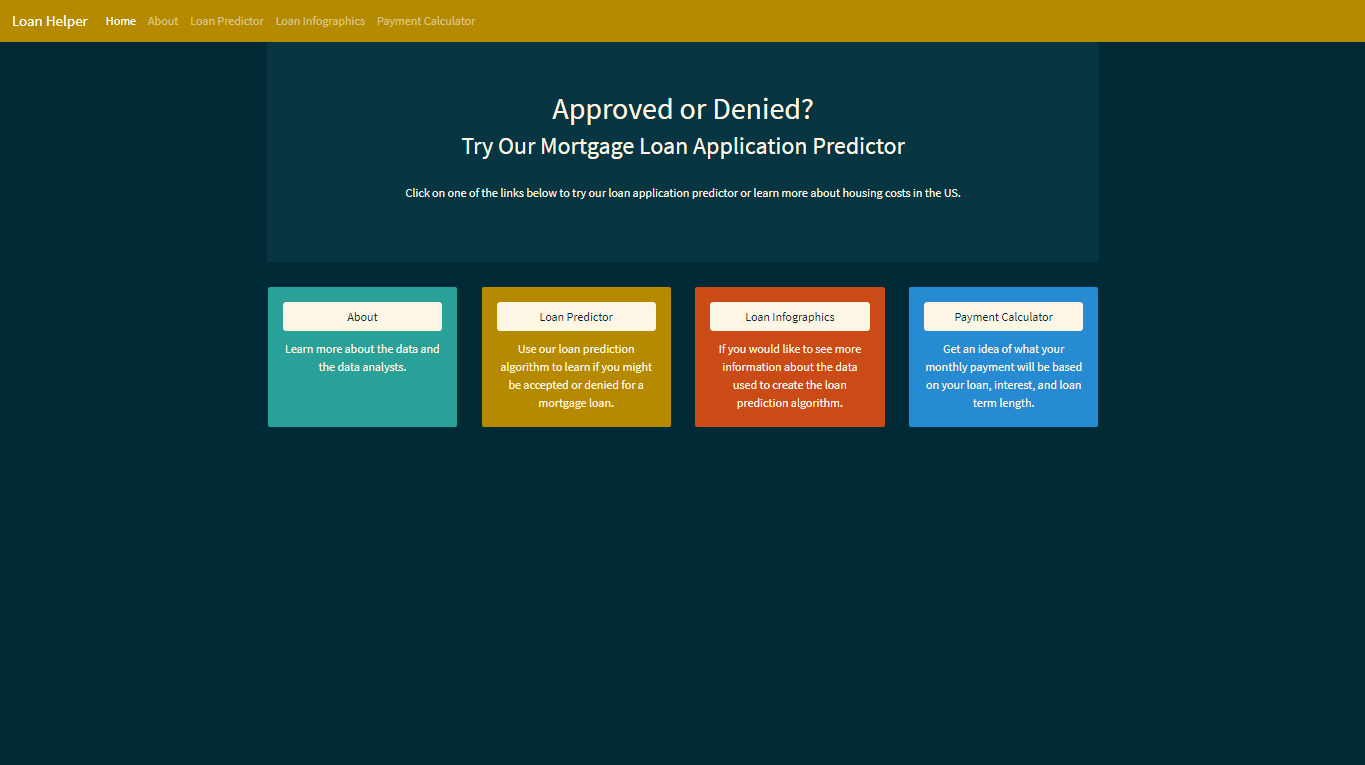 Loan Helper Home About Loan Predictor Loan Infographics Payment Calculator
Approved or Denied?
Try Our Mortgage Loan Application Predictor
Click on one of the links below to try our loan application predictor or learn more about housing costs in the US.
About
Learn more about the data and
the data analysts.
Loan Predictor
Use our loan prediction
algorithm to learn if you might
be accepted or denied for a
mortgage loan.
Loan Infographics
If you would like to see more
information about the data
used to create the loan
prediction algorithm.
Payment Calculator
Get an idea of what your
monthly payment will be based
on your loan, interest, and loan
term length.